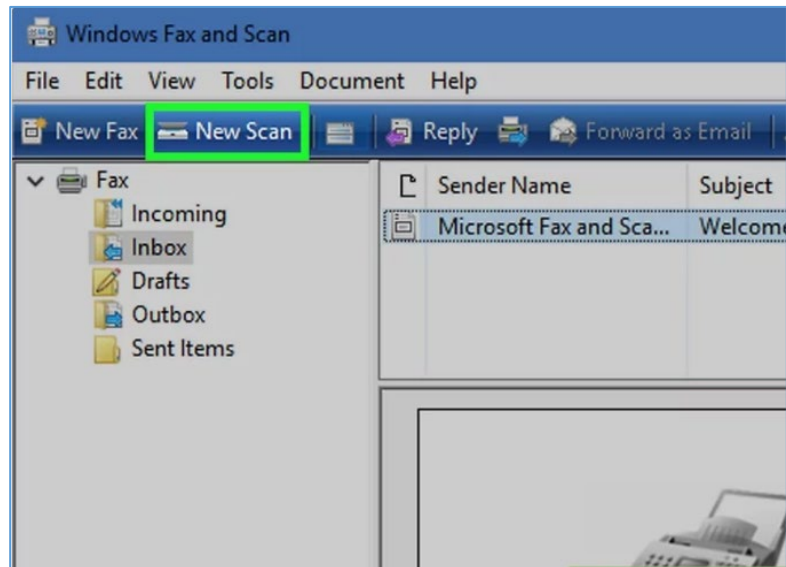 Windows Fax and Scan
File Edit View Tools Document Help
New Fax New Scan Reply Forward as Email
Fax
Incoming
Inbox
Drafts
Outbox
Sent Items
Sender Name Subject
Microsoft Fax and Sca... Welcome